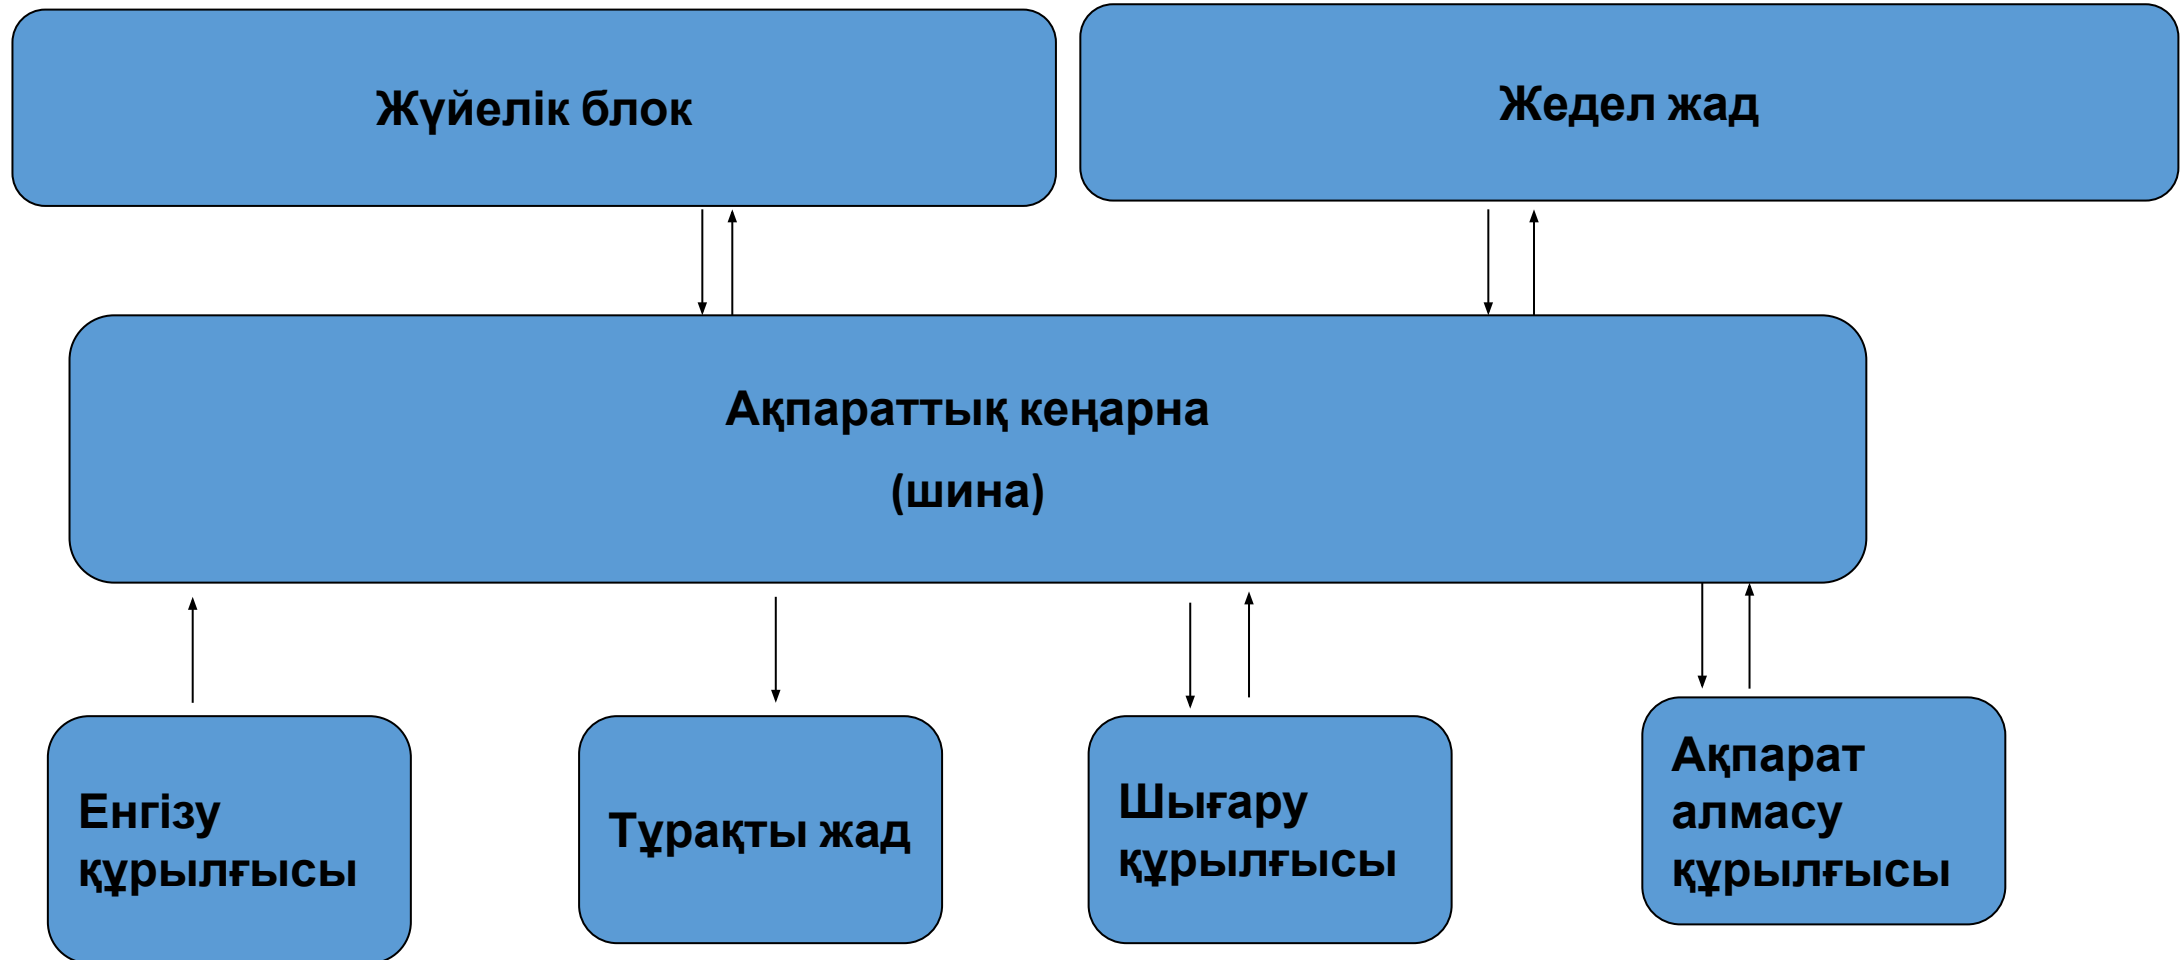 Жүйелік блок
Жедел жад
Ақпараттық кеңарна
(шина)
Енгізу
құрылғысы
Тұрақты жад
Шығару
құрылғысы
Ақпарат
алмасу
құрылғысы